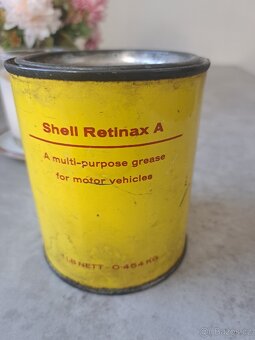 Shell Retinax A
A multi-purpose grease
for motor vehicles
1 LB NETT - 0·454 KG